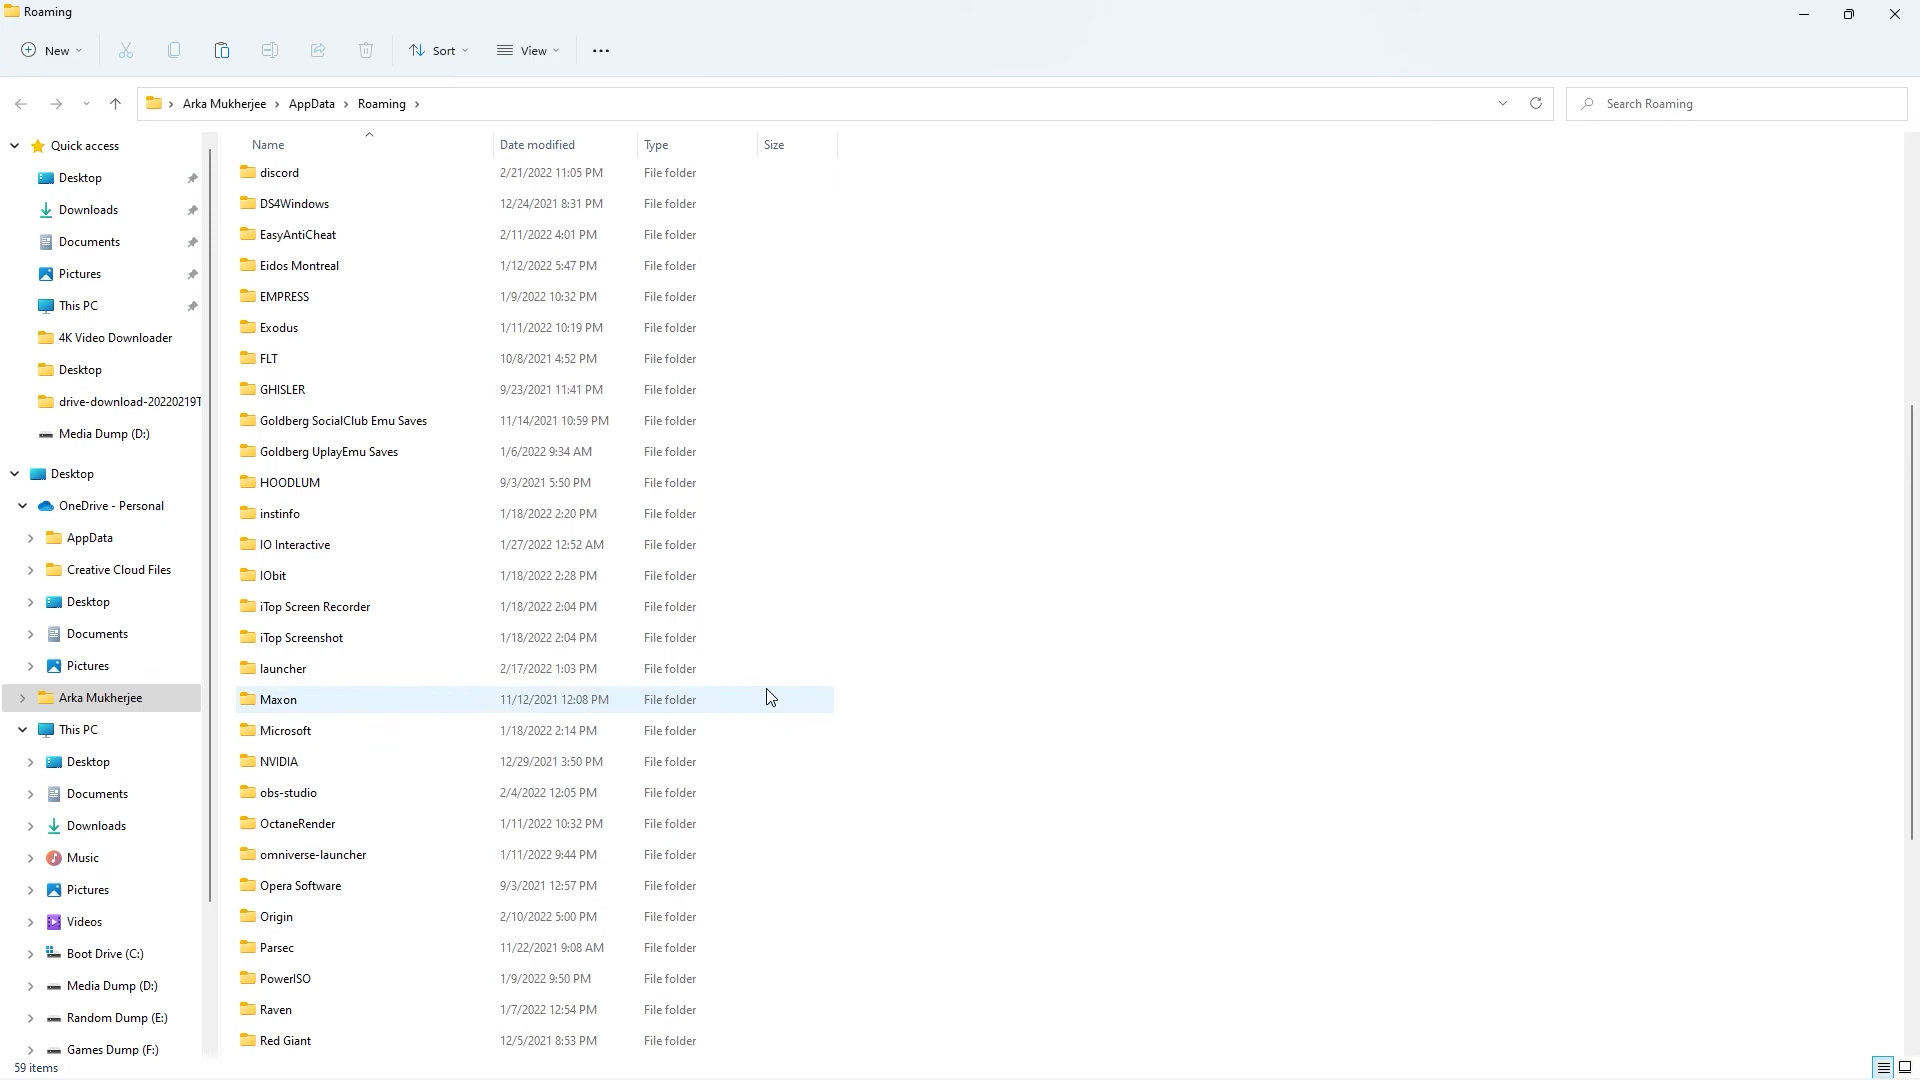 Roaming
New
Sort
View
Arka Mukherjee > AppData > Roaming >
Search Roaming
Quick access
Desktop
Downloads
Documents
Pictures
This PC
4K Video Downloader
Desktop
drive-download-20220219T
Media Dump (D:)
Desktop
OneDrive - Personal
AppData
Creative Cloud Files
Desktop
Documents
Pictures
Arka Mukherjee
This PC
Desktop
Documents
Downloads
Music
Pictures
Videos
Boot Drive (C:)
Media Dump (D:)
Random Dump (E:)
Games Dump (F:)
Name Date modified Type Size
discord 2/21/2022 11:05 PM File folder
DS4Windows 12/24/2021 8:31 PM File folder
EasyAntiCheat 2/11/2022 4:01 PM File folder
Eidos Montreal 1/12/2022 5:47 PM File folder
EMPRESS 1/9/2022 10:32 PM File folder
Exodus 1/11/2022 10:19 PM File folder
FLT 10/8/2021 4:52 PM File folder
GHISLER 9/23/2021 11:41 PM File folder
Goldberg SocialClub Emu Saves 11/14/2021 10:59 PM File folder
Goldberg UplayEmu Saves 1/6/2022 9:34 AM File folder
HOODLUM 9/3/2021 5:50 PM File folder
instinfo 1/18/2022 2:20 PM File folder
IO Interactive 1/27/2022 12:52 AM File folder
IObit 1/18/2022 2:28 PM File folder
iTop Screen Recorder 1/18/2022 2:04 PM File folder
iTop Screenshot 1/18/2022 2:04 PM File folder
launcher 2/17/2022 1:03 PM File folder
Maxon 11/12/2021 12:08 PM File folder
Microsoft 1/18/2022 2:14 PM File folder
NVIDIA 12/29/2021 3:50 PM File folder
obs-studio 2/4/2022 12:05 PM File folder
OctaneRender 1/11/2022 10:32 PM File folder
omniverse-launcher 1/11/2022 9:44 PM File folder
Opera Software 9/3/2021 12:57 PM File folder
Origin 2/10/2022 5:00 PM File folder
Parsec 11/22/2021 9:08 AM File folder
PowerISO 1/9/2022 9:50 PM File folder
Raven 1/7/2022 12:54 PM File folder
Red Giant 12/5/2021 8:53 PM File folder
59 items